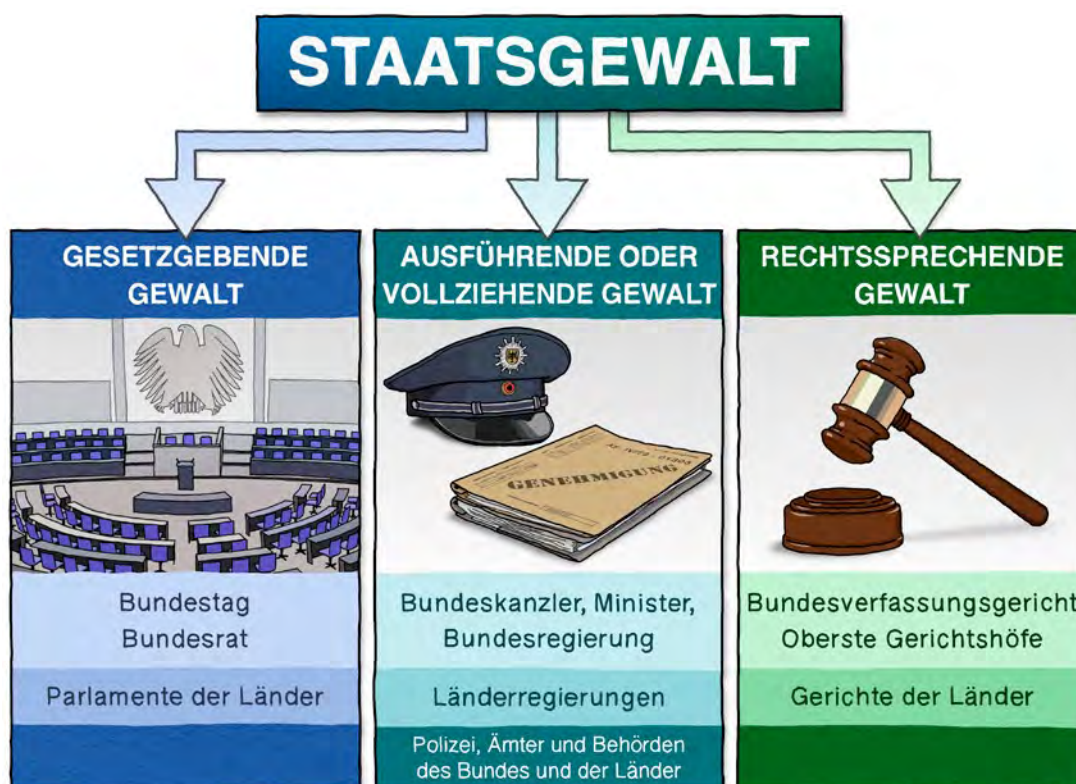 STAATSGEWALT
GESETZGEBENDE
GEWALT
Bundestag
Bundesrat
Parlamente der Länder
AUSFÜHRENDE ODER
VOLLZIEHENDE GEWALT
GENEHMIGUNG
Bundeskanzler, Minister,
Bundesregierung
Länderregierungen
Polizei, Ämter und Behörden
des Bundes und der Länder
RECHTSSPRECHENDE
GEWALT
Bundesverfassungsgericht
Oberste Gerichtshöfe
Gerichte der Länder